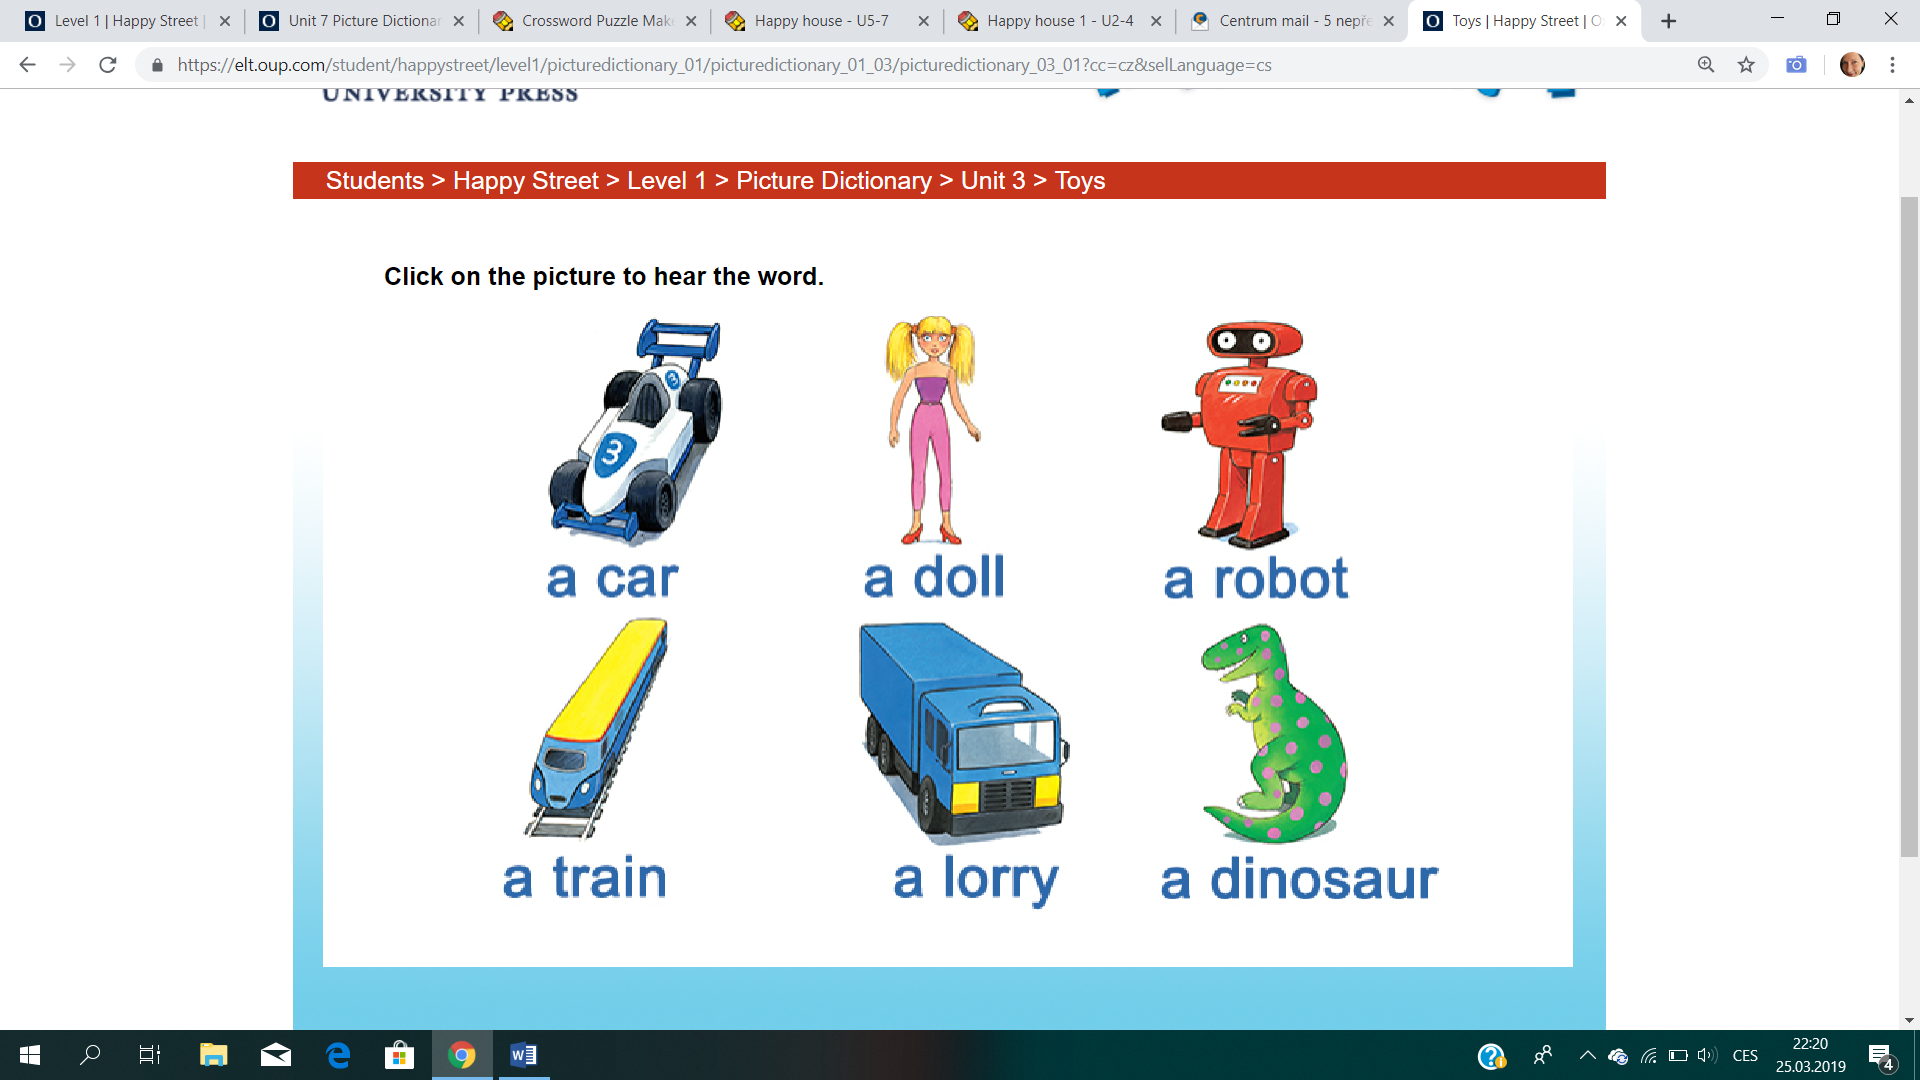 Level 1 | Happy Street |
Unit 7 Picture Dictionar
Crossword Puzzle Make
Happy house - U5-7
Happy house 1 - U2-4
Centrum mail - 5 nepře
Toys | Happy Street | O
https://elt.oup.com/student/happystreet/level1/picturedictionary_01/picturedictionary_01_03/picturedictionary_03_01?cc=cz&selLanguage=cs
UNIVERSITY PRESS
Students > Happy Street > Level 1 > Picture Dictionary > Unit 3 > Toys
Click on the picture to hear the word.
3
3
a car
a doll
a robot
a train
a lorry
a dinosaur
CES
22:20
25.03.2019
4